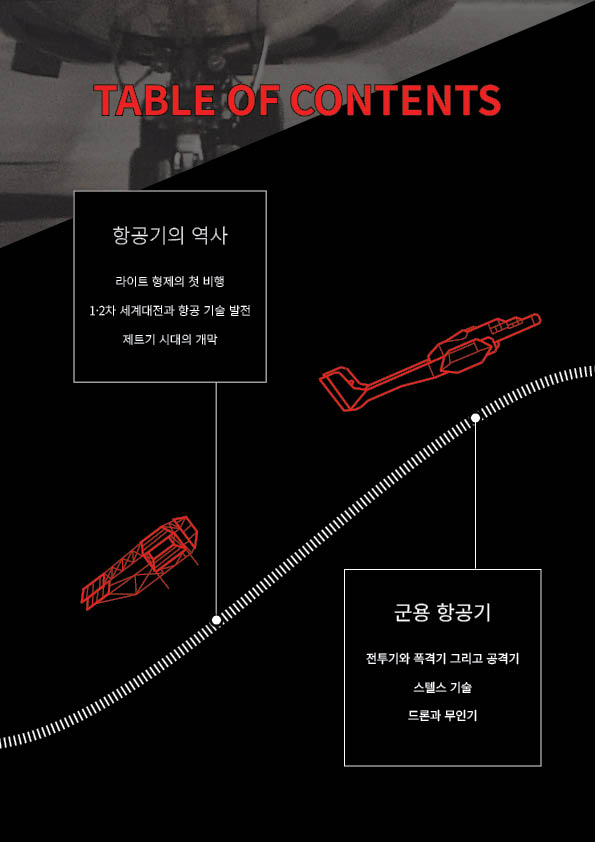 TABLE OF CONTENTS
항공기의 역사
라이트 형제의 첫 비행
1·2차 세계대전과 항공 기술 발전
제트기 시대의 개막
군용 항공기
전투기와 폭격기 그리고 공격기
스텔스 기술
드론과 무인기